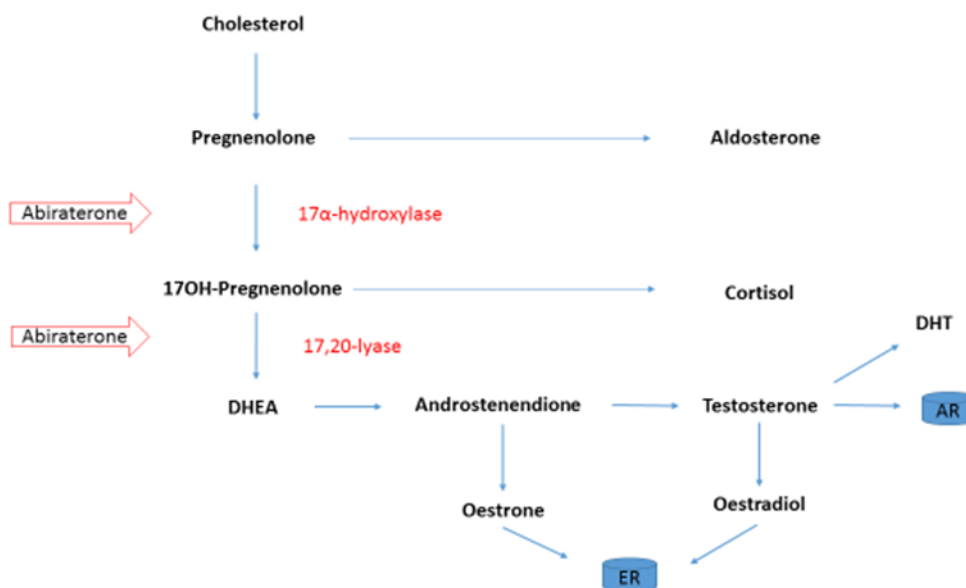 Cholesterol
Pregnenolone
Aldosterone
Abiraterone
17α-hydroxylase
17OH-Pregnenolone
Cortisol
Abiraterone
17,20-lyase
DHT
DHEA
Androstenendione
Testosterone
AR
Oestrone
Oestradiol
ER